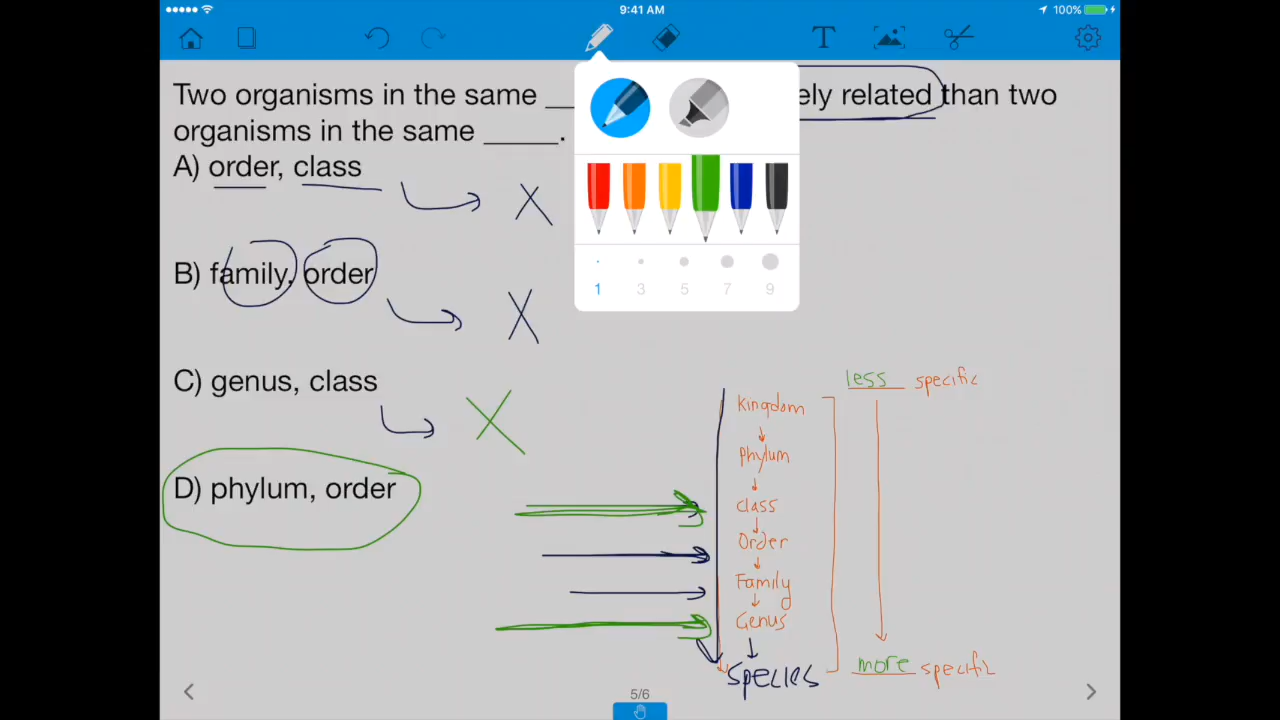 9:41 AM
100%
T
Two organisms in the same ely related than two
organisms in the same _____.
A) order, class
X
B) family, order
X
C) genus, class
X
D) phylum, order
1 3 5 7 9
less specific
Kingdom
Phylum
Class
Order
Family
Genus
Species
more specific
5/6